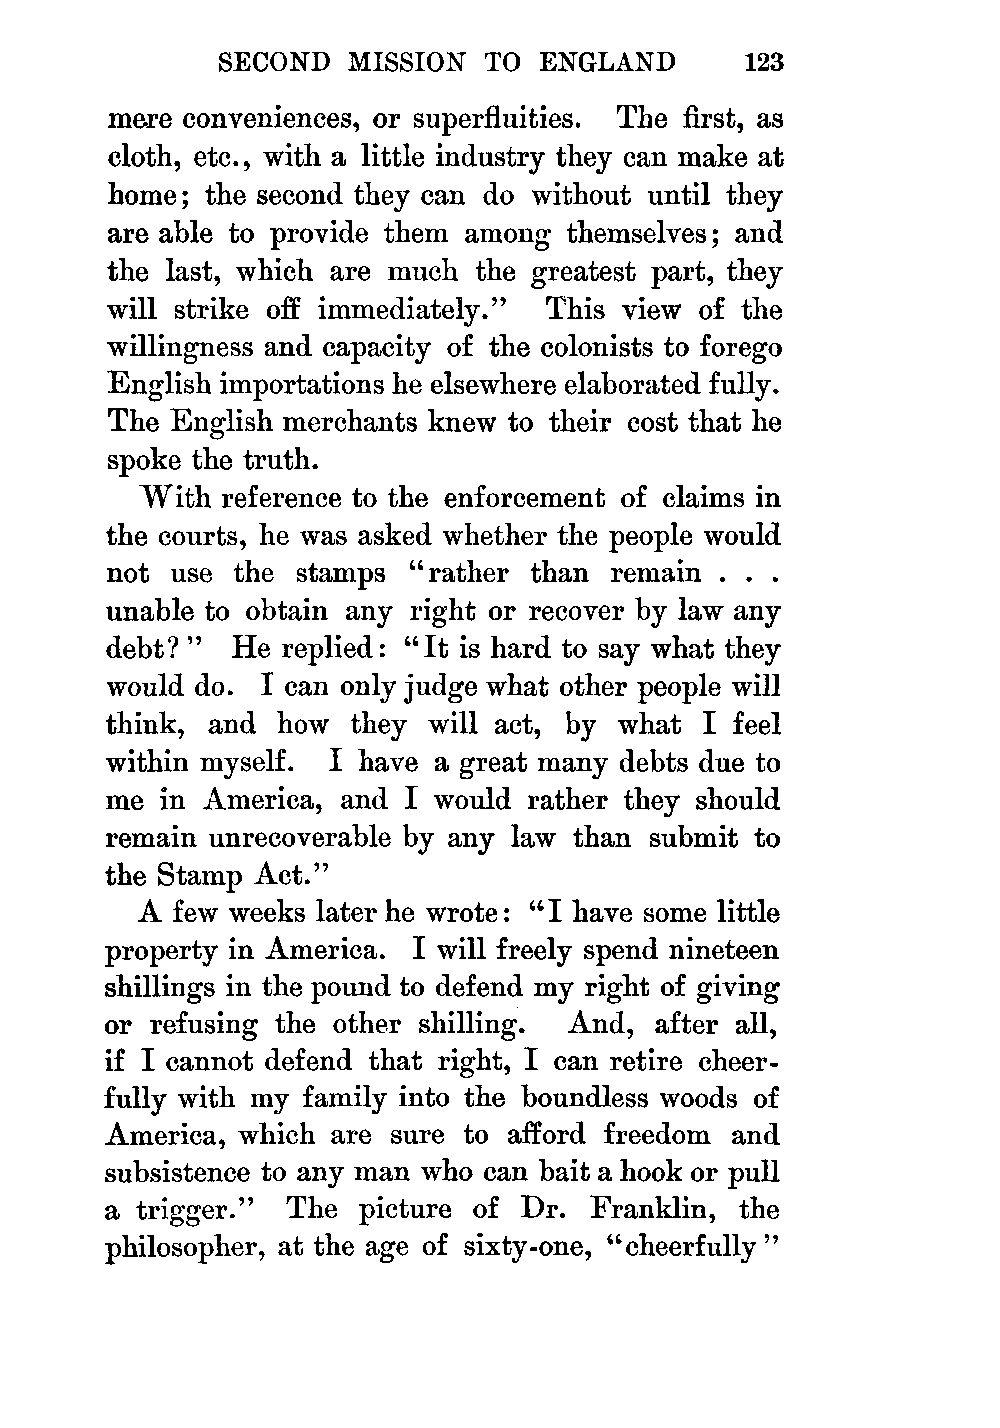 SECOND MISSION TO ENGLAND 123
mere conveniences, or superfluities. The first, as
cloth, etc., with a little industry they can make at
home; the second they can do without until they
are able to provide them among themselves; and
the last, which are much the greatest part, they
will strike off immediately.” This view of the
willingness and capacity of the colonists to forego
English importations he elsewhere elaborated fully.
The English merchants knew to their cost that he
spoke the truth.
With reference to the enforcement of claims in
the courts, he was asked whether the people would
not use the stamps “rather than remain . . .
unable to obtain any right or recover by law any
debt?” He replied: “It is hard to say what they
would do. I can only judge what other people will
think, and how they will act, by what I feel
within myself. I have a great many debts due to
me in America, and I would rather they should
remain unrecoverable by any law than submit to
the Stamp Act.”
A few weeks later he wrote: “I have some little
property in America. I will freely spend nineteen
shillings in the pound to defend my right of giving
or refusing the other shilling. And, after all,
if I cannot defend that right, I can retire cheer-
fully with my family into the boundless woods of
America, which are sure to afford freedom and
subsistence to any man who can bait a hook or pull
a trigger.” The picture of Dr. Franklin, the
philosopher, at the age of sixty-one, “cheerfully”